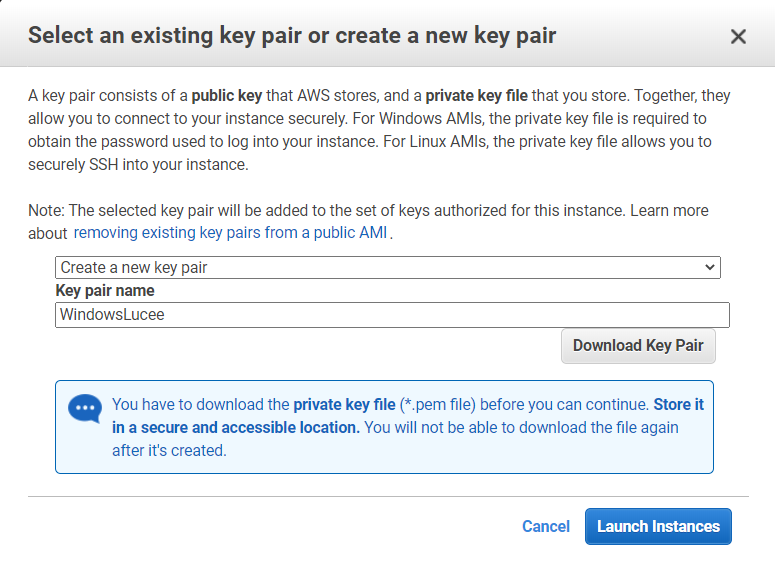 Select an existing key pair or create a new key pair
A key pair consists of a public key that AWS stores, and a private key file that you store. Together, they
allow you to connect to your instance securely. For Windows AMIs, the private key file is required to
obtain the password used to log into your instance. For Linux AMIs, the private key file allows you to
securely SSH into your instance.
Note: The selected key pair will be added to the set of keys authorized for this instance. Learn more
about removing existing key pairs from a public AMI .
Create a new key pair
Key pair name
WindowsLucee
Download Key Pair
You have to download the private key file (*.pem file) before you can continue. Store it
in a secure and accessible location. You will not be able to download the file again
after it's created.
Cancel Launch Instances